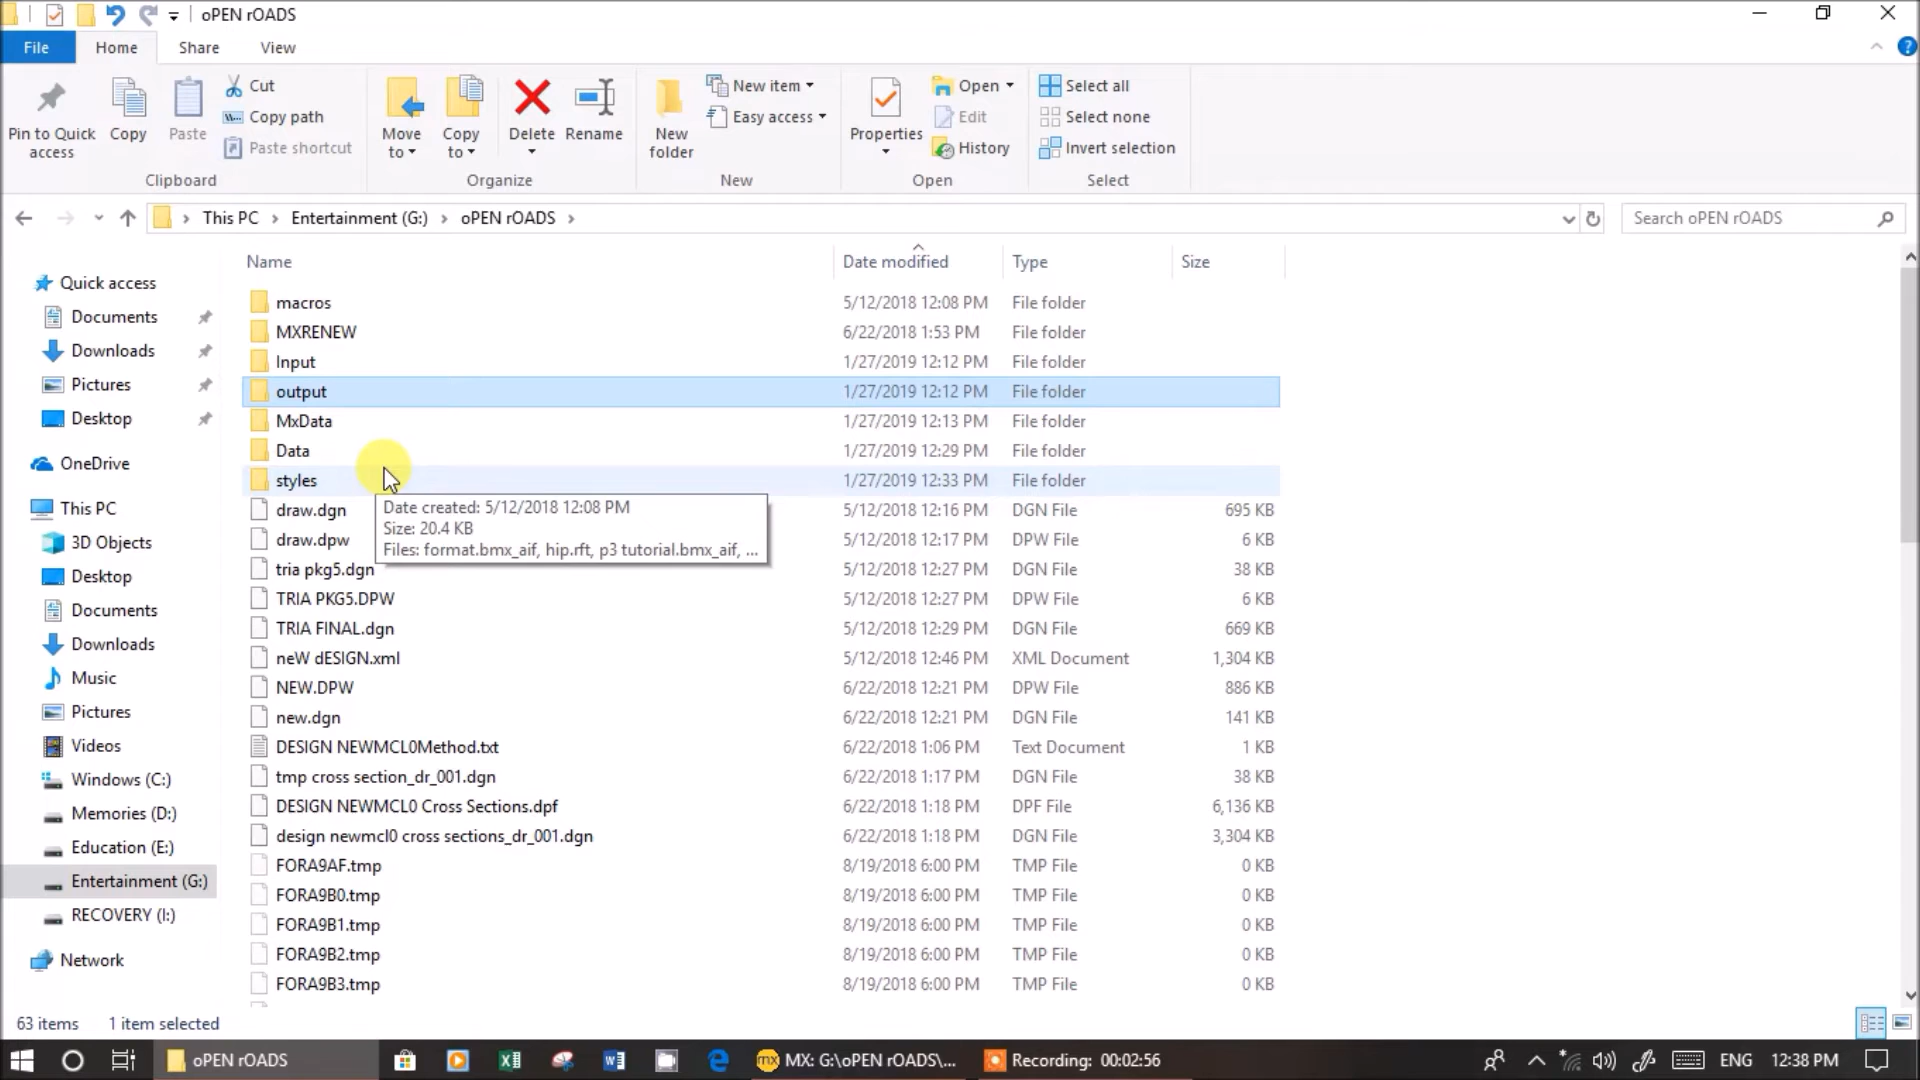 oPEN rOADS
File
Home
Share
View
Pin to Quick access
Copy
Paste
Cut
Copy path
Paste shortcut
Clipboard
Move to
Copy to
Delete
Rename
Organize
New folder
New item
Easy access
New
Properties
Open
Edit
History
Open
Select all
Select none
Invert selection
Select
This PC > Entertainment (G:) > oPEN rOADS >
Search oPEN rOADS
Name Date modified Type Size
Quick access
Documents
Downloads
Pictures
Desktop
OneDrive
This PC
3D Objects
Desktop
Documents
Downloads
Music
Pictures
Videos
Windows (C:)
Memories (D:)
Education (E:)
Entertainment (G:)
RECOVERY (I:)
Network
macros 5/12/2018 12:08 PM File folder
MXRENEW 6/22/2018 1:53 PM File folder
Input 1/27/2019 12:12 PM File folder
output 1/27/2019 12:12 PM File folder
MxData 1/27/2019 12:13 PM File folder
Data 1/27/2019 12:29 PM File folder
styles 1/27/2019 12:33 PM File folder
draw.dgn 5/12/2018 12:16 PM DGN File 695 KB
draw.dpw 5/12/2018 12:17 PM DPW File 6 KB
tria pkg5.dgn 5/12/2018 12:27 PM DGN File 38 KB
TRIA PKG5.DPW 5/12/2018 12:27 PM DPW File 6 KB
TRIA FINAL.dgn 5/12/2018 12:29 PM DGN File 669 KB
neW dESIGN.xml 5/12/2018 12:46 PM XML Document 1,304 KB
NEW.DPW 6/22/2018 12:21 PM DPW File 886 KB
new.dgn 6/22/2018 12:21 PM DGN File 141 KB
DESIGN NEWMCL0Method.txt 6/22/2018 1:06 PM Text Document 1 KB
tmp cross section_dr_001.dgn 6/22/2018 1:17 PM DGN File 38 KB
DESIGN NEWMCL0 Cross Sections.dpf 6/22/2018 1:18 PM DPF File 6,136 KB
design newmcl0 cross sections_dr_001.dgn 6/22/2018 1:18 PM DGN File 3,304 KB
FORA9AF.tmp 8/19/2018 6:00 PM TMP File 0 KB
FORA9B0.tmp 8/19/2018 6:00 PM TMP File 0 KB
FORA9B1.tmp 8/19/2018 6:00 PM TMP File 0 KB
FORA9B2.tmp 8/19/2018 6:00 PM TMP File 0 KB
FORA9B3.tmp 8/19/2018 6:00 PM TMP File 0 KB
Date created: 5/12/2018 12:08 PM
Size: 20.4 KB
Files: format.bmx_aif, hip.rft, p3 tutorial.bmx_aif, ...
63 items 1 item selected
oPEN rOADS
MX: G:\oPEN rOADS\...
Recording: 00:02:56
ENG
12:38 PM